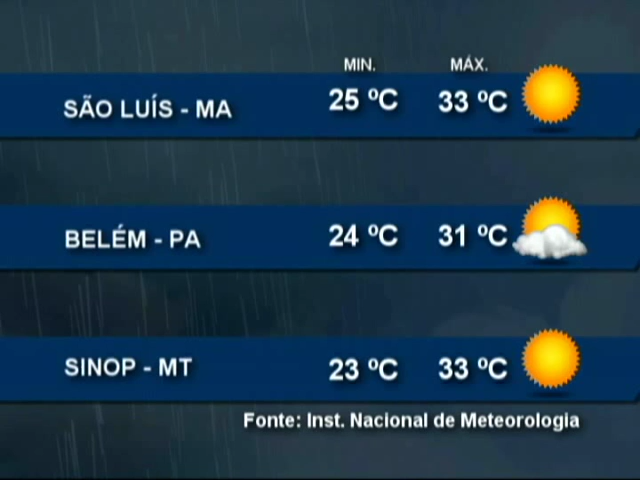 MIN. MÁX.
SÃO LUÍS - MA 25 ºC 33 ºC
BELÉM - PA 24 ºC 31 ºC
SINOP - MT 23 ºC 33 ºC
Fonte: Inst. Nacional de Meteorologia